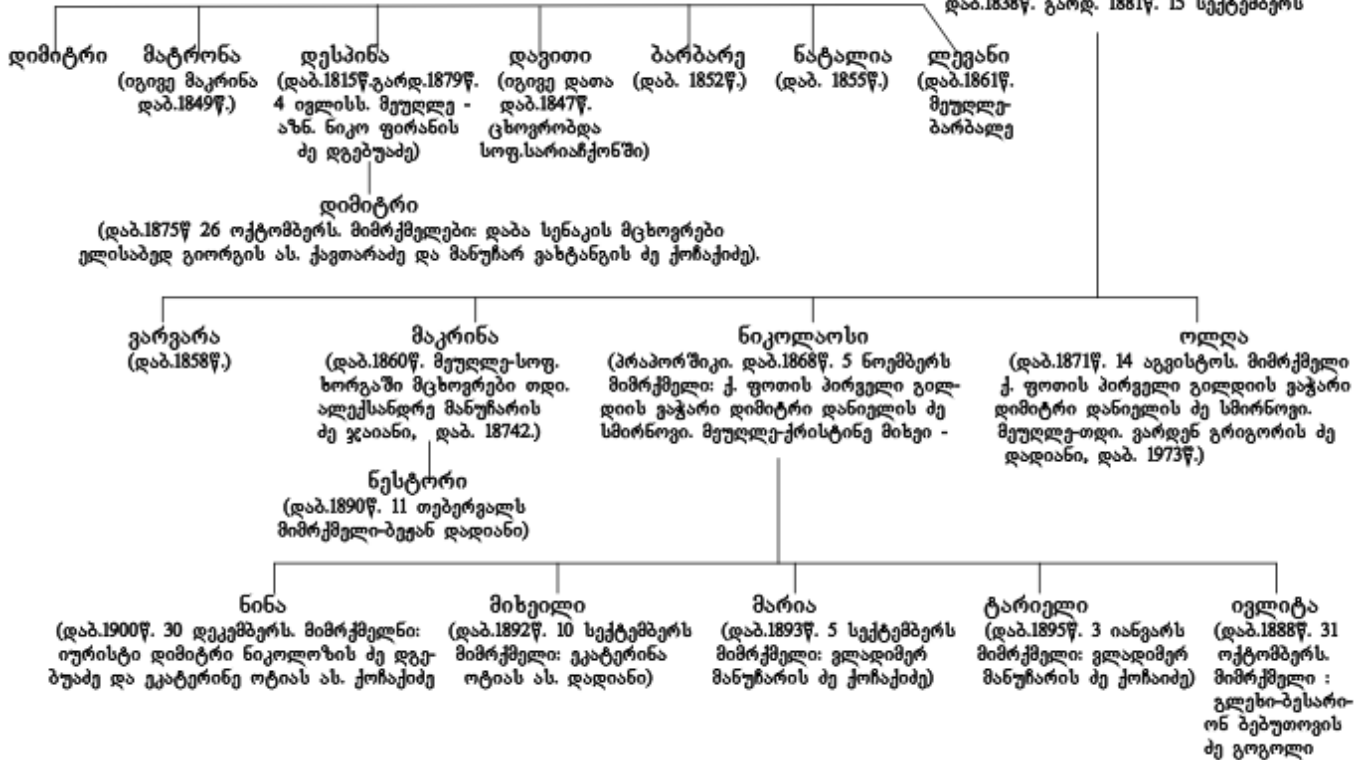 დაბ.1838წ. გარდ. 1881წ. 15 სექტემბერს
დიმიტრი
მატრონა
(იგივე მაკრინა
დაბ.1849წ.)
დესპინა
(დაბ.1815წ.გარდ.1879წ.
4 ივლისს. მეუღლე -
აზნ. ნიკო ფირანის
ძე დგებუაძე)
დავითი
(იგივე დათა
დაბ.1847წ.
ცხოვრობდა
სოფ.სარიაჩქონში)
ბარბარე
(დაბ. 1852წ.)
ნატალია
(დაბ. 1855წ.)
ლევანი
(დაბ.1861წ.
მეუღლე-
ბარბალე
დიმიტრი
(დაბ.1875წ 26 ოქტომბერს. მიმრქმელები: დაბა სენაკის მცხოვრები
ელისაბედ გიორგის ას. ქავთარაძე და მანუჩარ ვახტანგის ძე ქოჩაქიძე).
ვარვარა
(დაბ.1858წ.)
მაკრინა
(დაბ.1860წ. მეუღლე-სოფ.
ხორგაში მცხოვრები თდი.
ალექსანდრე მანუჩარის
ძე ჯაიანი, დაბ. 18742.)
ნიკოლაოსი
(პრაპორშიკი. დაბ.1868წ. 5 ნოემბერს
მიმრქმელი: ქ. ფოთის პირველი გილ-
დიის ვაჭარი დიმიტრი დანიელის ძე
სმირნოვი. მეუღლე-ქრისტინე მიხეი -
ოლღა
(დაბ.1871წ. 14 აგვისტოს. მიმრქმელი
ქ. ფოთის პირველი გილდიის ვაჭარი
დიმიტრი დანიელის ძე სმირნოვი.
მეუღლე-თდი. ვარდენ გრიგორის ძე
დადიანი, დაბ. 1973წ.)
ნესტორი
(დაბ.1890წ. 11 თებერვალს
მიმრქმელი-ბეჟან დადიანი)
ნინა
(დაბ.1900წ. 30 დეკემბერს. მიმრქმელნი:
იურისტი დიმიტრი ნიკოლოზის ძე დგე-
ბუაძე და ეკატერინე ოტიას ას. ქოჩაქიძე
მიხეილი
(დაბ.1892წ. 10 სექტემბერს
მიმრქმელი: ეკატერინა
ოტიას ას. დადიანი)
მარია
(დაბ.1893წ. 5 სექტემბერს
მიმრქმელი: ვლადიმერ
მანუჩარის ძე ქოჩაქიძე)
ტარიელი
(დაბ.1895წ. 3 იანვარს
მიმრქმელი: ვლადიმერ
მანუჩარის ძე ქოჩაიძე)
ივლიტა
(დაბ.1888წ. 31
ოქტომბერს.
მიმრქმელი :
გლეხი-ბესარი-
ონ ბებუთოვის
ძე გოგოლი